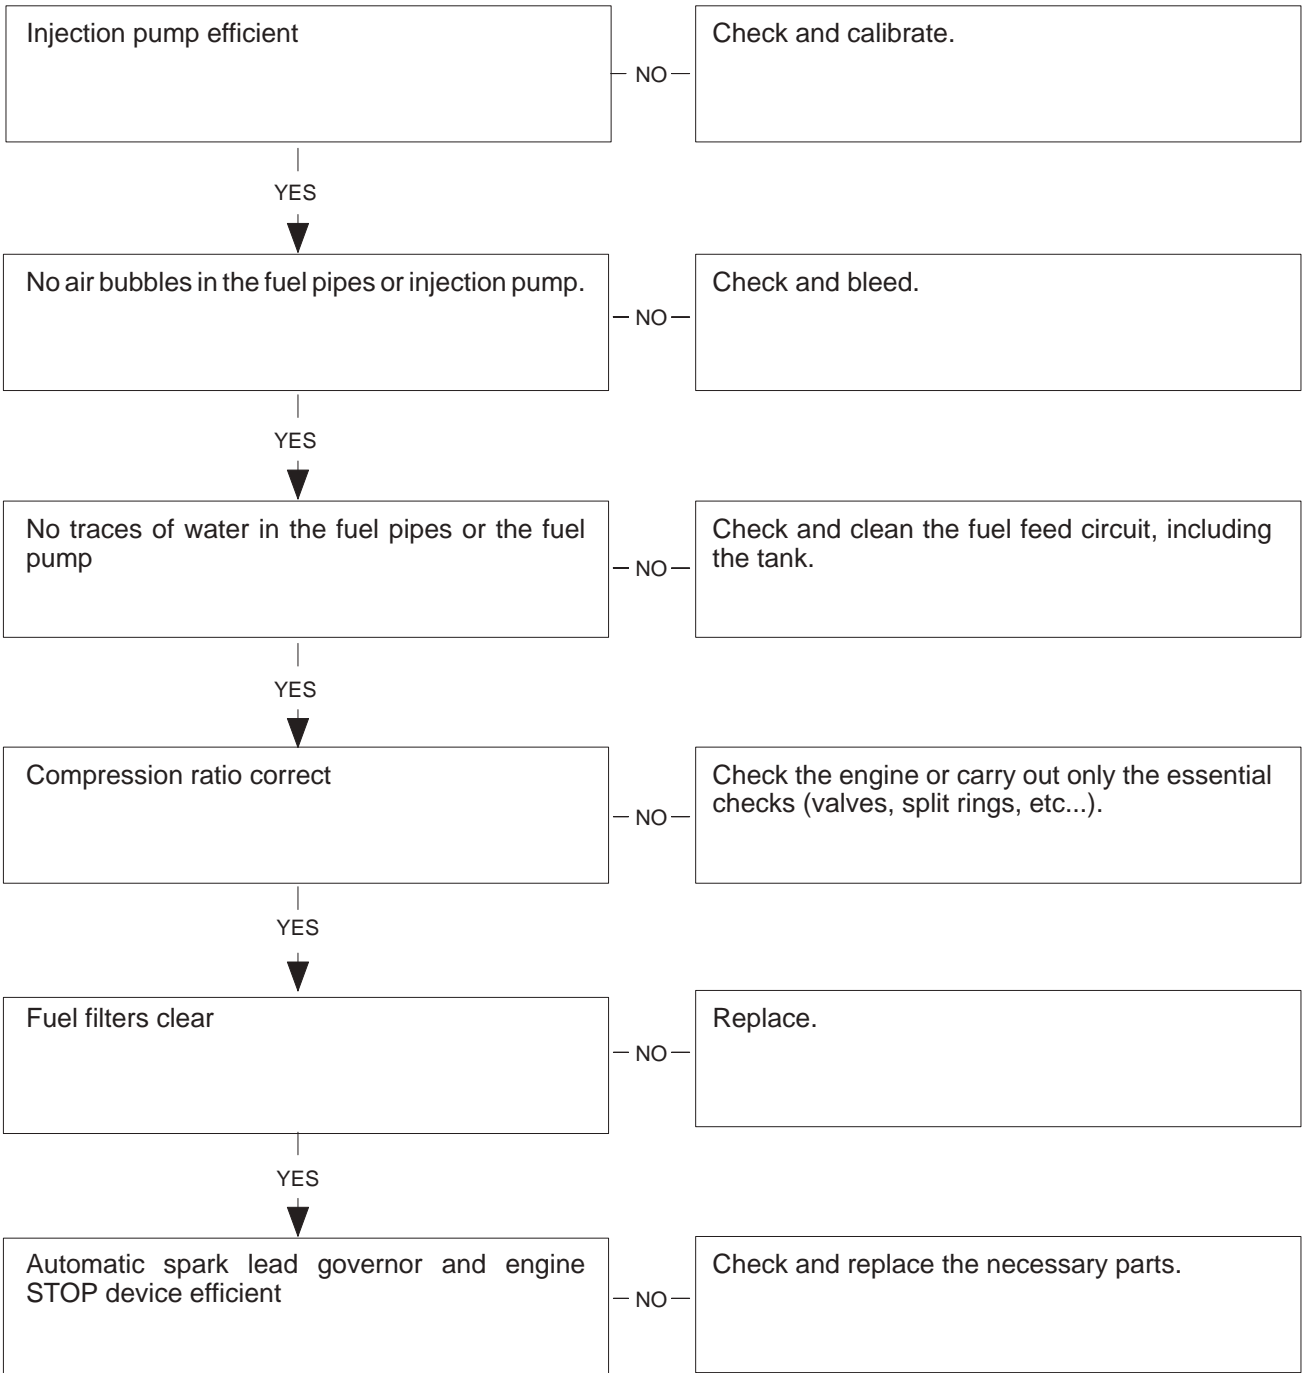 Injection pump efficient
NO
Check and calibrate.
YES
No air bubbles in the fuel pipes or injection pump.
NO
Check and bleed.
YES
No traces of water in the fuel pipes or the fuel
pump
NO
Check and clean the fuel feed circuit, including
the tank.
YES
Compression ratio correct
NO
Check the engine or carry out only the essential
checks (valves, split rings, etc...).
YES
Fuel filters clear
NO
Replace.
YES
Automatic spark lead governor and engine
STOP device efficient
NO
Check and replace the necessary parts.